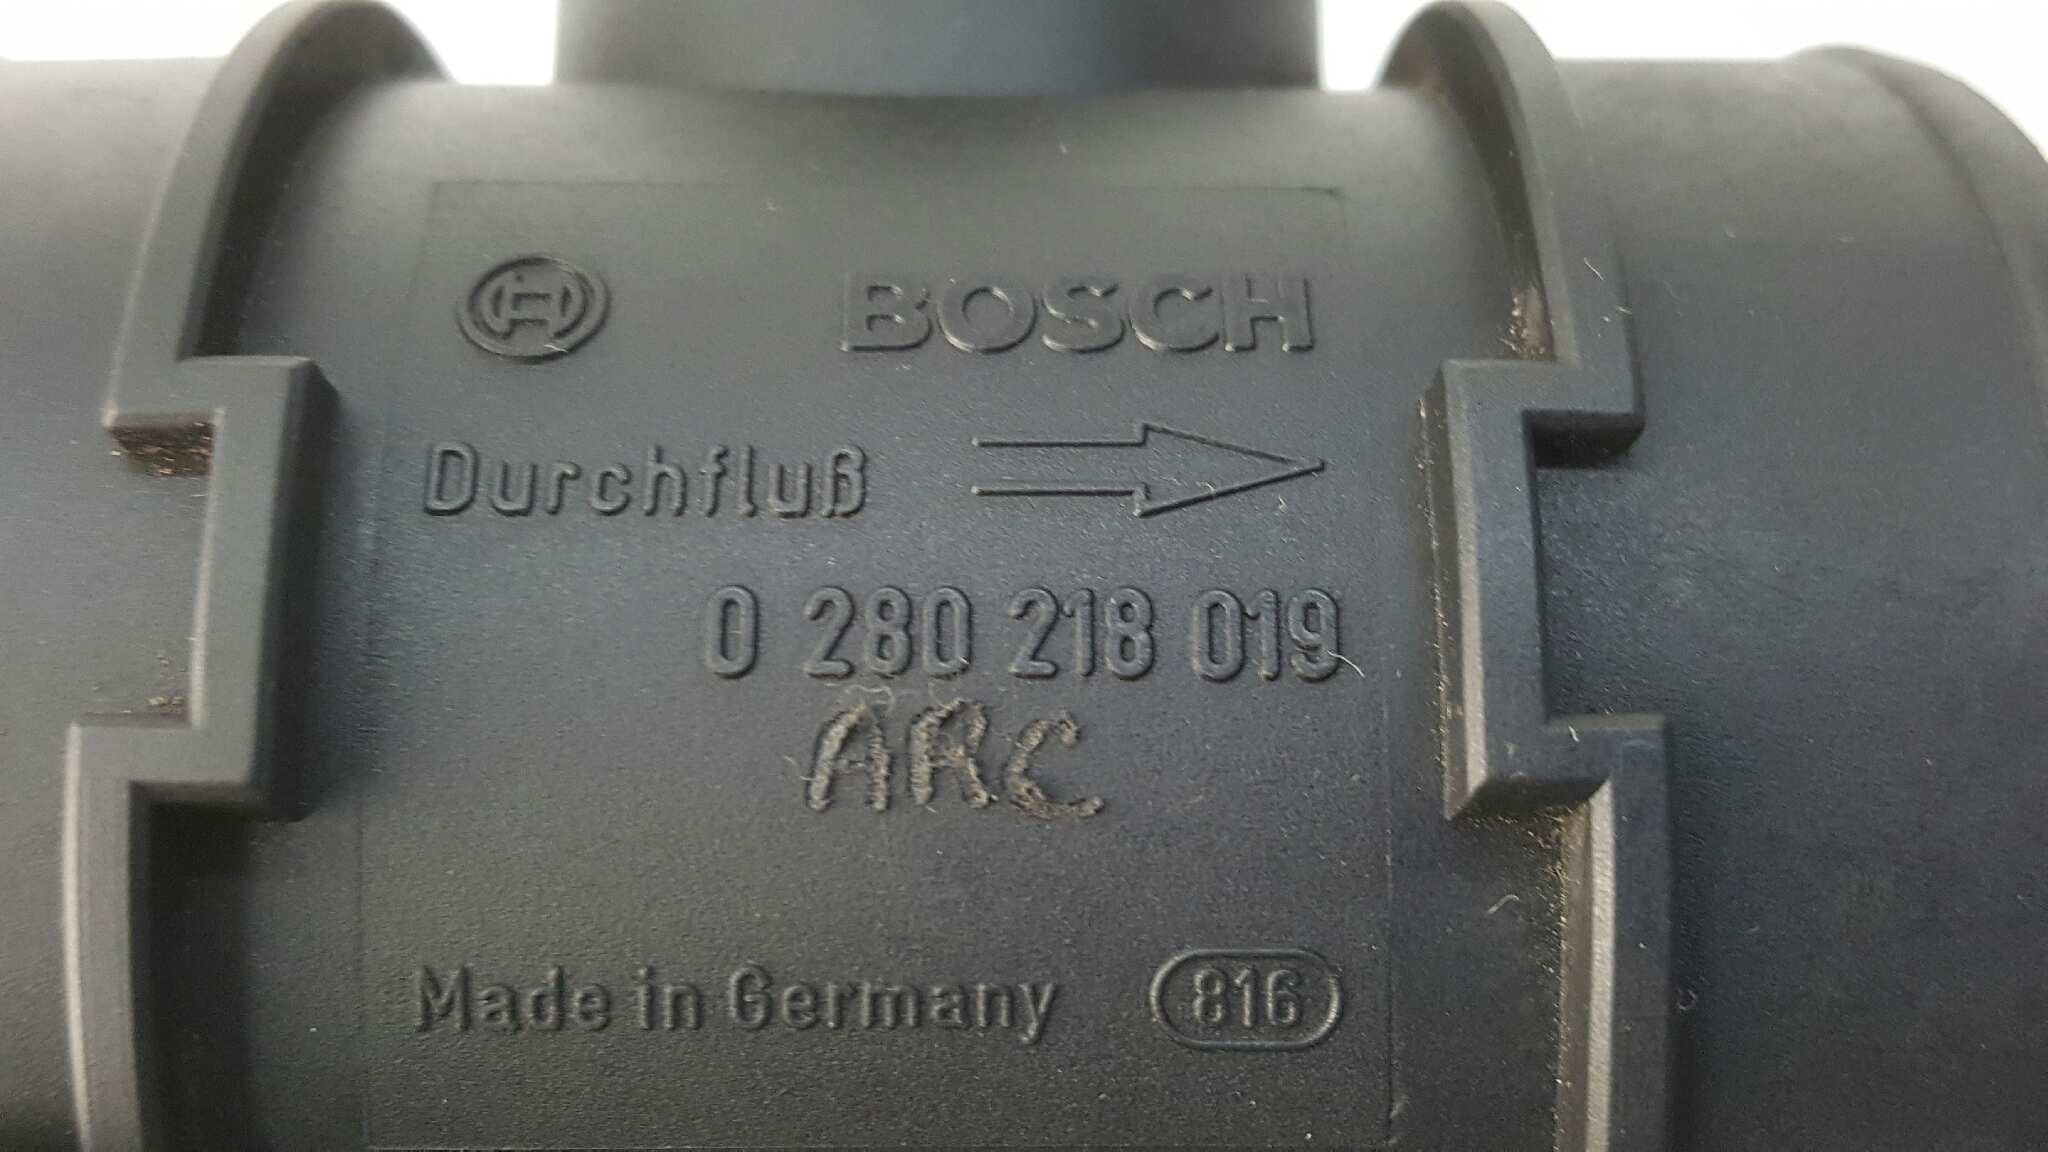 BOSCH
Durchfluß
0 280 218 019
ARC
Made in Germany 816